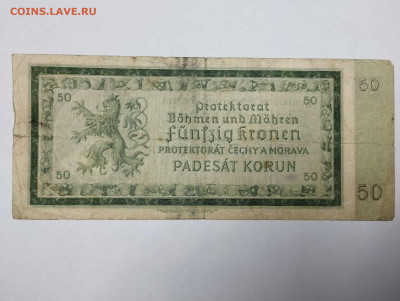 COINS.LAVE.RU
50 50 50
Protektorat
Böhmen und Mähren
Fünfzig Kronen
PROTEKTORÁT ČECHY A MORAVA
PADESÁT KORUN
50 50 50